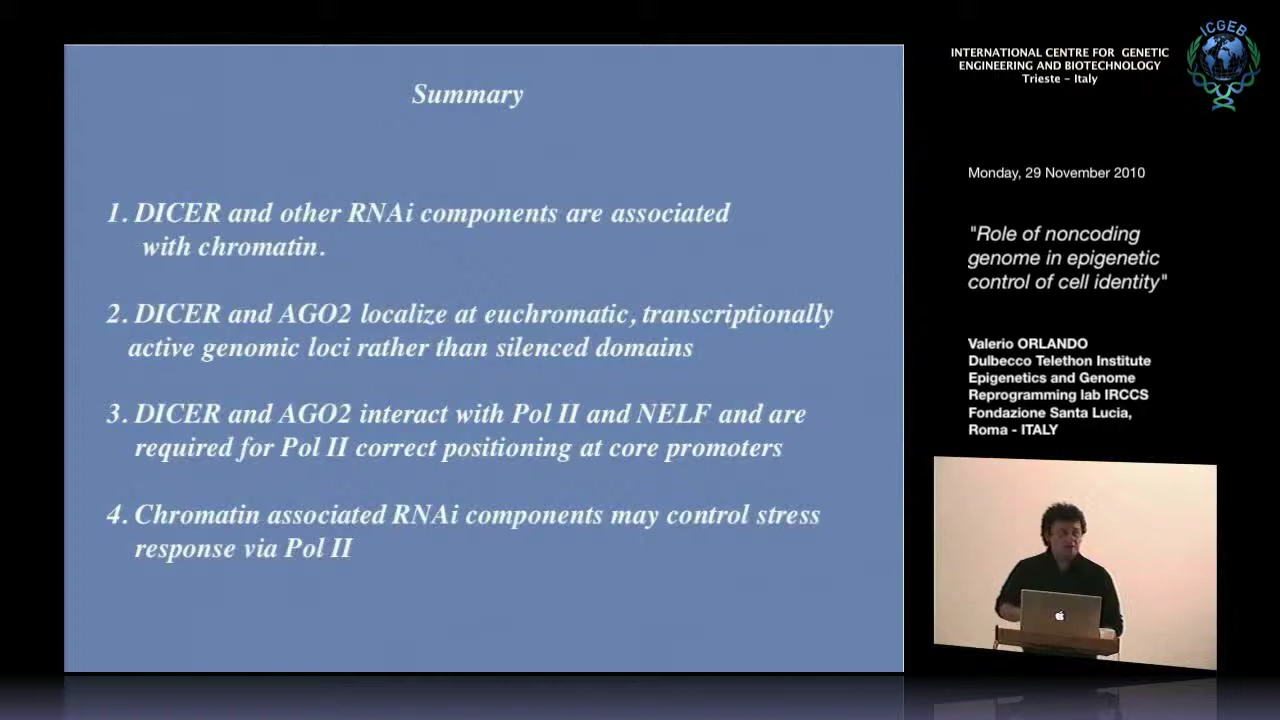 Summary
1. DICER and other RNAi components are associated
with chromatin.
2. DICER and AGO2 localize at euchromatic, transcriptionally
active genomic loci rather than silenced domains
3. DICER and AGO2 interact with Pol II and NELF and are
required for Pol II correct positioning at core promoters
4. Chromatin associated RNAi components may control stress
response via Pol II
INTERNATIONAL CENTRE FOR GENETIC
ENGINEERING AND BIOTECHNOLOGY
Trieste - Italy
ICGEB
Monday, 29 November 2010
"Role of noncoding
genome in epigenetic
control of cell identity"
Valerio ORLANDO
Dulbecco Telethon Institute
Epigenetics and Genome
Reprogramming lab IRCCS
Fondazione Santa Lucia,
Roma - ITALY